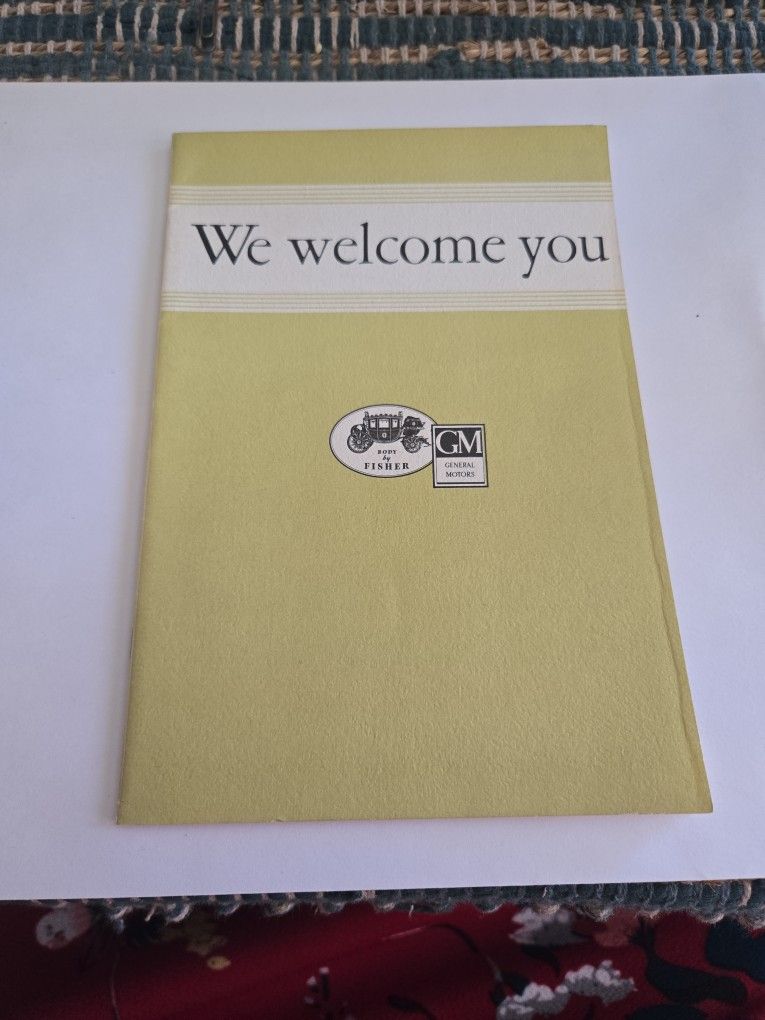 We welcome you
BODY
by
FISHER
GM
GENERAL
MOTORS